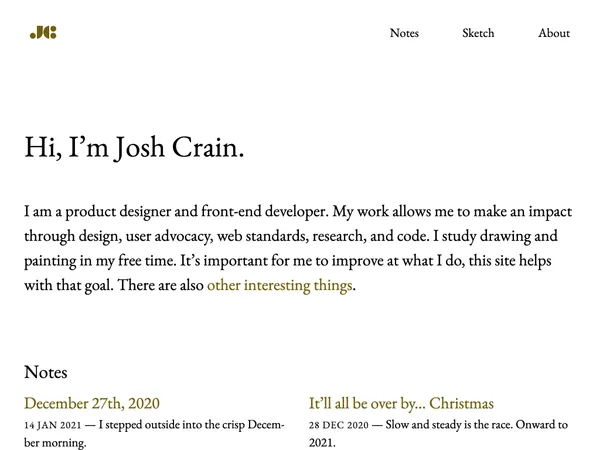 JC
Notes Sketch About
Hi, I’m Josh Crain.
I am a product designer and front-end developer. My work allows me to make an impact
through design, user advocacy, web standards, research, and code. I study drawing and
painting in my free time. It’s important for me to improve at what I do, this site helps
with that goal. There are also other interesting things.
Notes
December 27th, 2020
14 JAN 2021 — I stepped outside into the crisp Decem-
ber morning.
It’ll all be over by… Christmas
28 DEC 2020 — Slow and steady is the race. Onward to
2021.